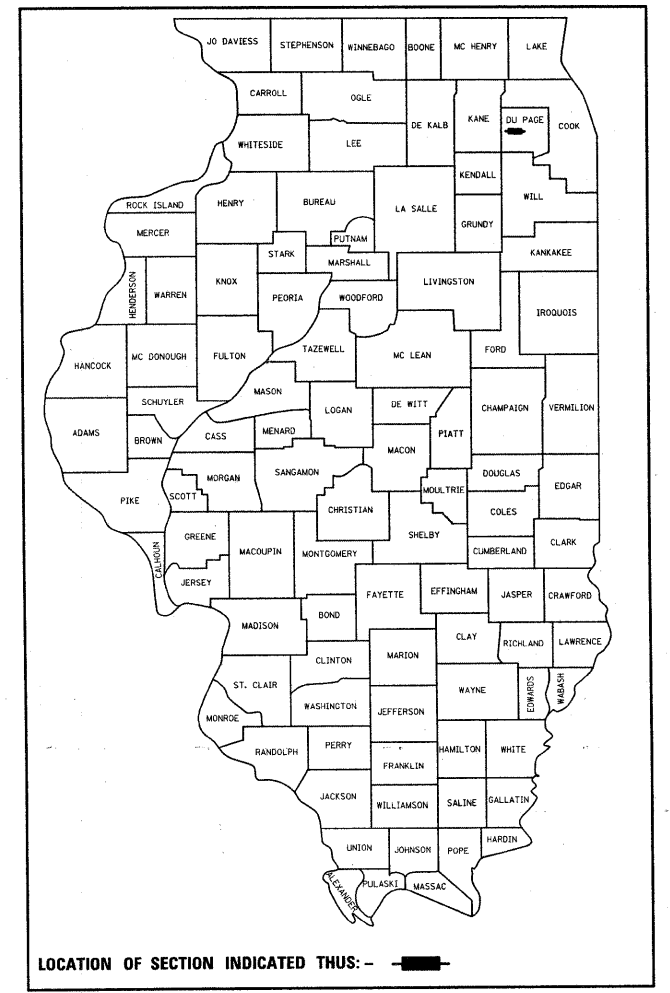 JO DAVIESS STEPHENSON WINNEBAGO BOONE MC HENRY LAKE
CARROLL OGLE DE KALB KANE DU PAGE COOK
WHITESIDE LEE KENDALL
ROCK ISLAND HENRY BUREAU LA SALLE GRUNDY WILL
MERCER PUTNAM
STARK MARSHALL KANKAKEE
HENDERSON WARREN KNOX PEORIA WOODFORD LIVINGSTON IROQUOIS
HANCOCK MC DONOUGH FULTON TAZEWELL MC LEAN FORD
SCHUYLER MASON LOGAN DE WITT CHAMPAIGN VERMILION
ADAMS BROWN CASS MENARD MACON PIATT
PIKE SCOTT MORGAN SANGAMON CHRISTIAN MOULTRIE DOUGLAS EDGAR
COLES
CALHOUN GREENE MACOUPIN MONTGOMERY SHELBY CUMBERLAND CLARK
JERSEY FAYETTE EFFINGHAM JASPER CRAWFORD
MADISON BOND CLAY RICHLAND LAWRENCE
CLINTON MARION
ST. CLAIR WAYNE EDWARDS WABASH
MONROE WASHINGTON JEFFERSON
RANDOLPH PERRY HAMILTON WHITE
FRANKLIN
JACKSON WILLIAMSON SALINE GALLATIN
UNION JOHNSON POPE HARDIN
ALEXANDER PULASKI MASSAC
LOCATION OF SECTION INDICATED THUS: -